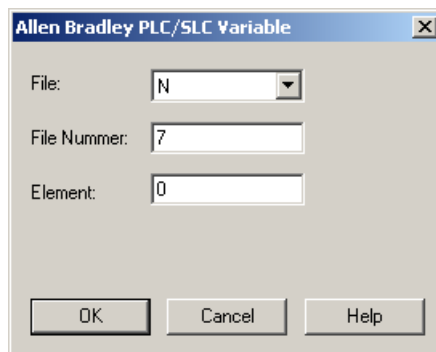 Allen Bradley PLC/SLC Variable
File: N
File Nummer: 7
Element: 0
OK Cancel Help